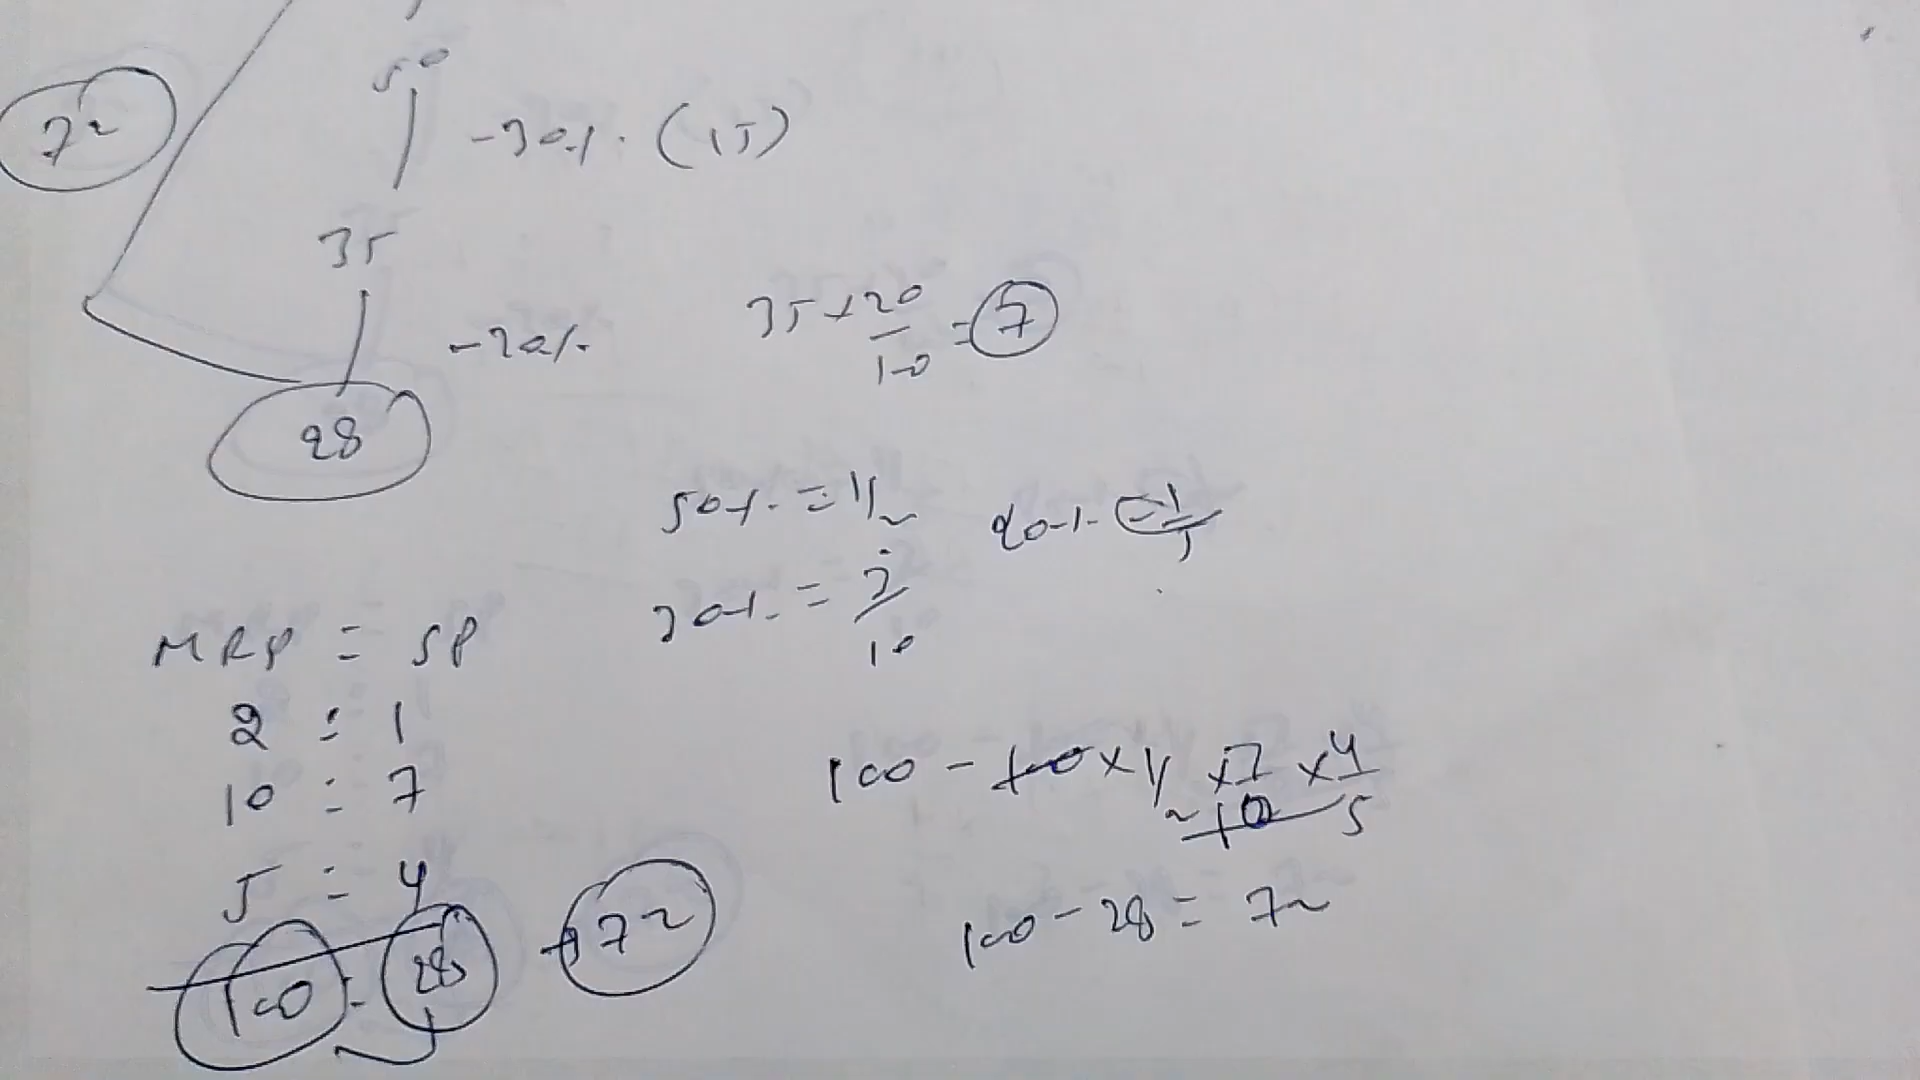 50
72
-30%. (15)
35
35 × 20/100 = 7
-20%.
28
50%. = 1/2
20%. = 1/5
30%. = 3/10
MRP : SP
2 : 1
10 : 7
5 : 4
100 : 28 → 72
100 - 100 × 1/2 × 7/10 × 4/5
100 - 28 = 72